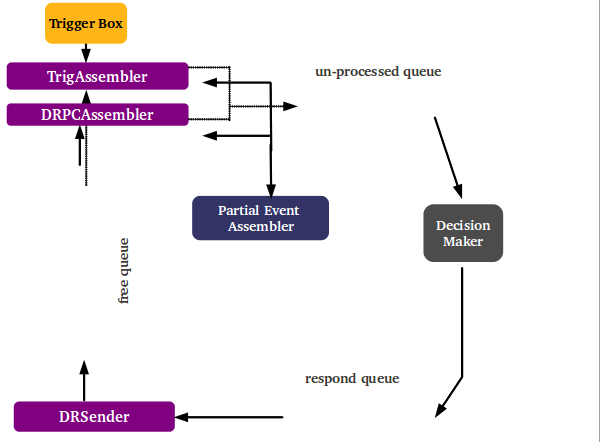 Trigger Box
TrigAssembler
un-processed queue
DRPCAssembler
Partial Event
Assembler
Decision
Maker
free queue
respond queue
DRSender